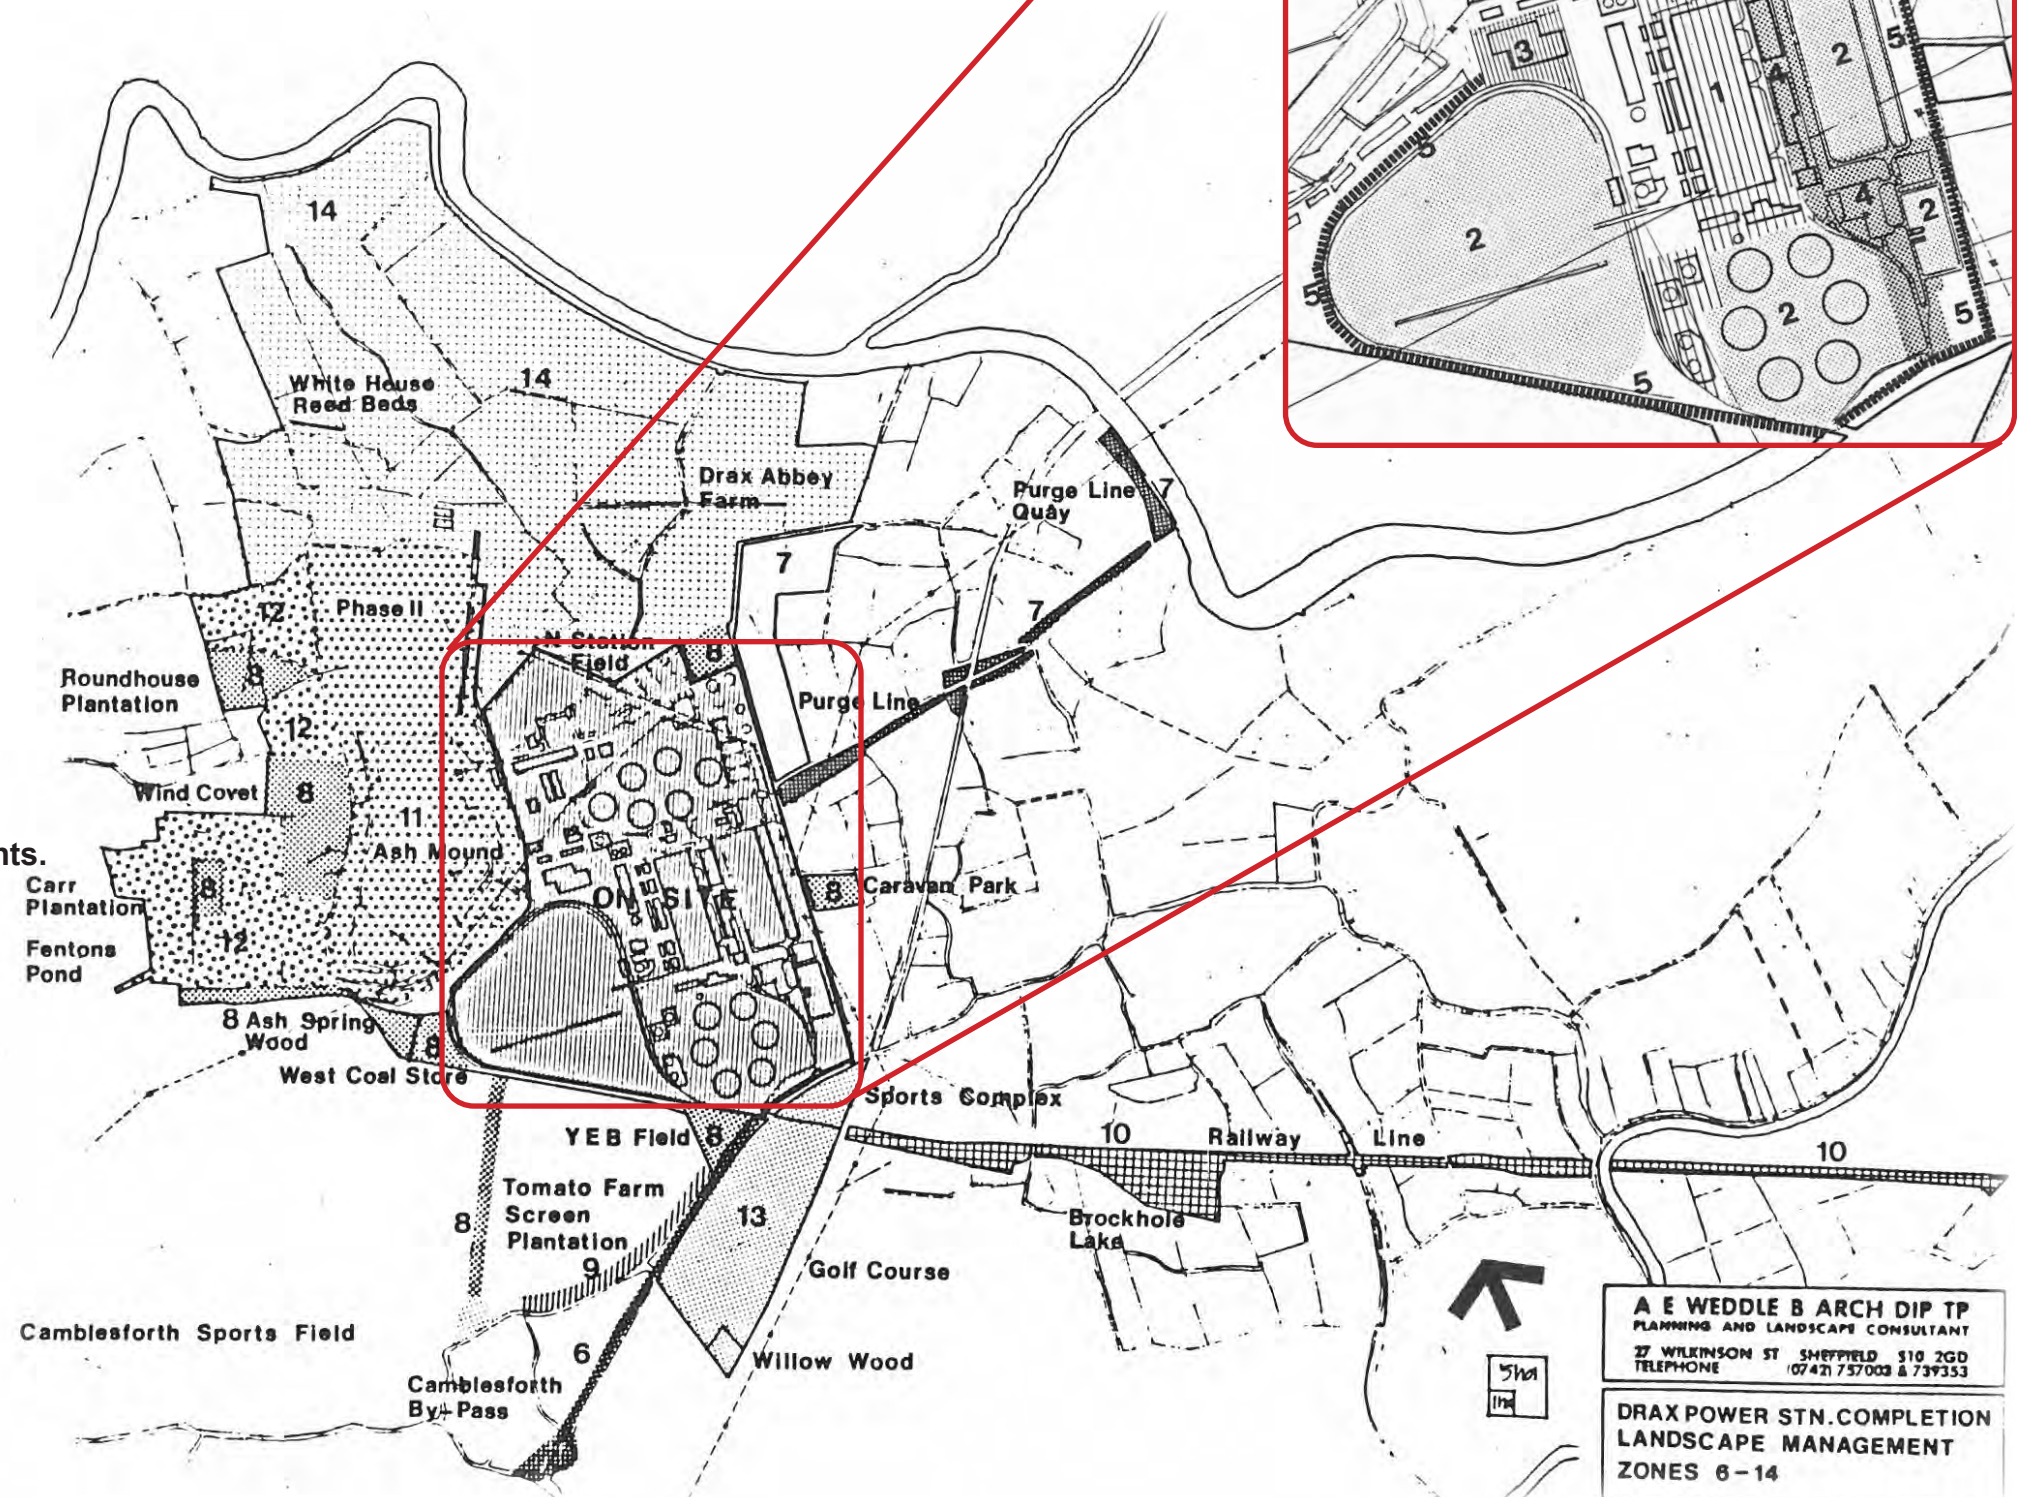 3
1
2
5
4
5
2
4
2
2
5
2
5
5
14
14
White House
Reed Beds
Drax Abbey
Farm
Purge Line
Quay
7
7
7
12
Phase II
N Station
Field
8
Roundhouse
Plantation
8
Purge Line
12
Wind Covet
8
11
Ash Mound
nts.
Carr
Plantation
8
ON SITE
8
Caravan Park
12
Fentons
Pond
8 Ash Spring
Wood
8
West Coal Store
Sports Complex
YEB Field
8
10
Railway Line
10
Tomato Farm
Screen
Plantation
8
13
9
Brockhole
Lake
Golf Course
Camblesforth Sports Field
6
Willow Wood
Camblesforth
By-Pass
A E WEDDLE B ARCH DIP TP
PLANNING AND LANDSCAPE CONSULTANT
27 WILKINSON ST SHEFFIELD S10 2GD
TELEPHONE (0742) 757003 & 739353
DRAX POWER STN. COMPLETION
LANDSCAPE MANAGEMENT
ZONES 6-14